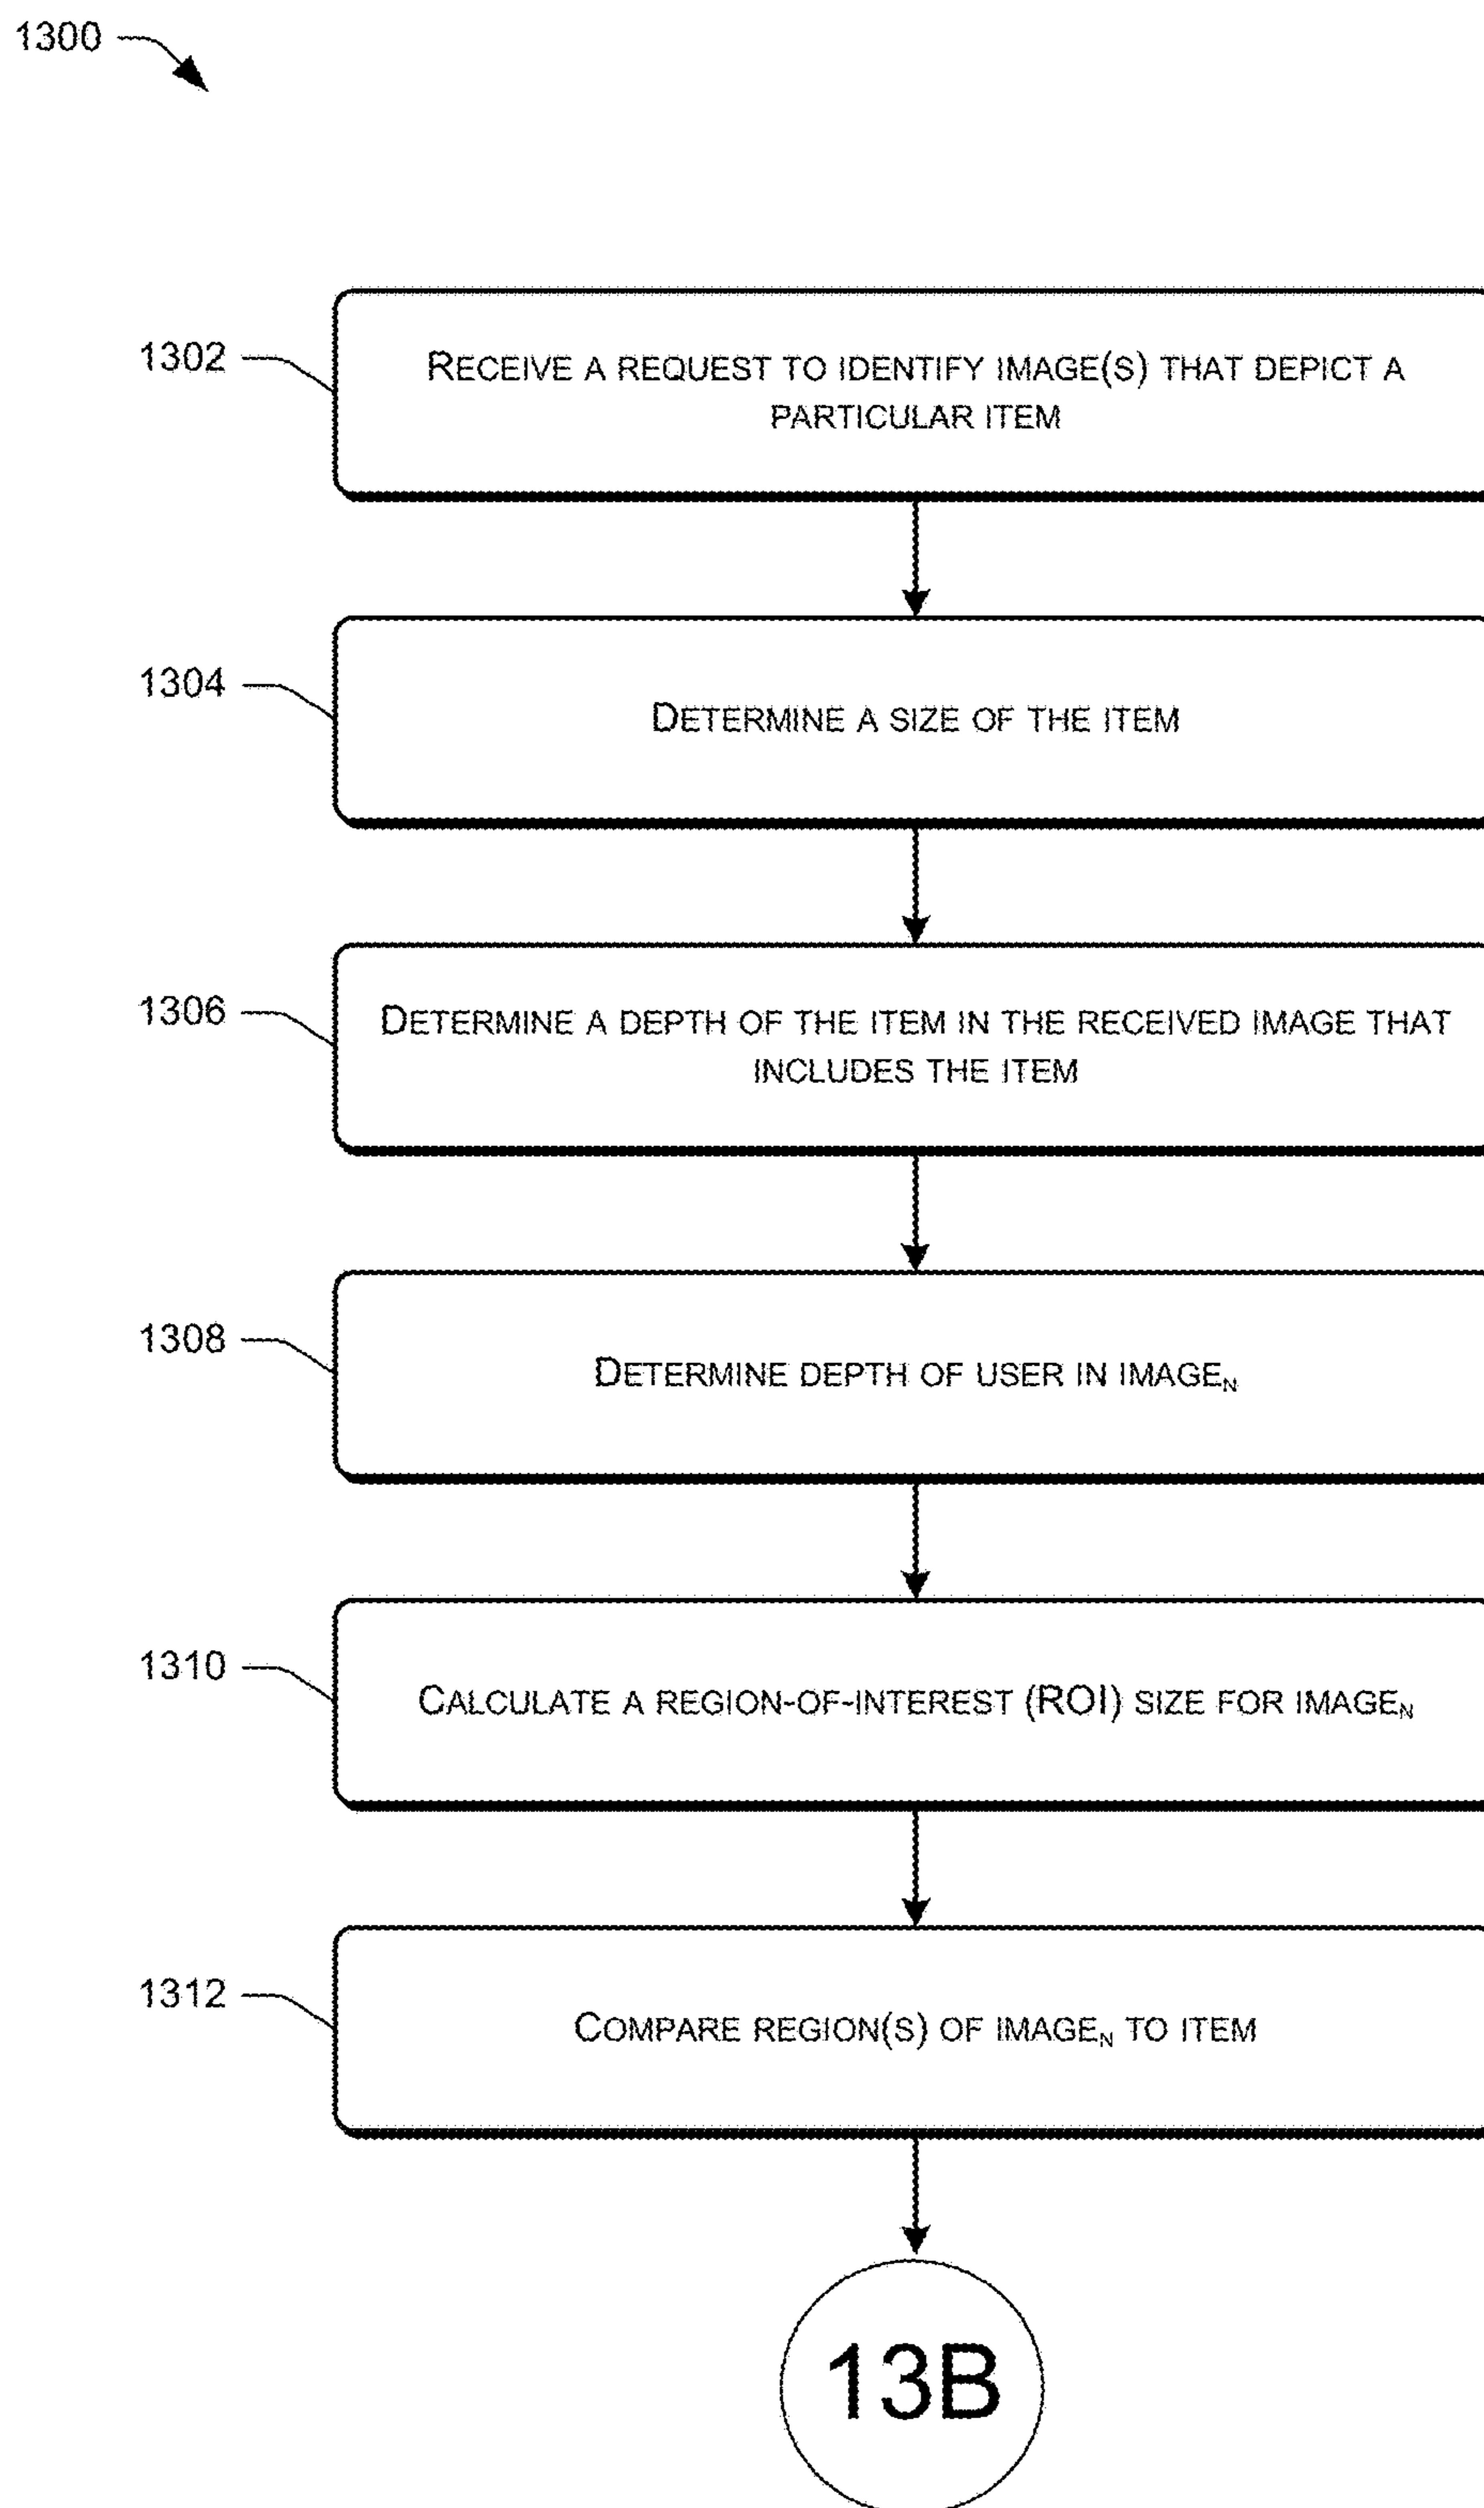 1300
1302
RECEIVE A REQUEST TO IDENTIFY IMAGE(S) THAT DEPICT A
PARTICULAR ITEM
1304
DETERMINE A SIZE OF THE ITEM
1306
DETERMINE A DEPTH OF THE ITEM IN THE RECEIVED IMAGE THAT
INCLUDES THE ITEM
1308
DETERMINE DEPTH OF USER IN IMAGEN
1310
CALCULATE A REGION-OF-INTEREST (ROI) SIZE FOR IMAGEN
1312
COMPARE REGION(S) OF IMAGEN TO ITEM
13B